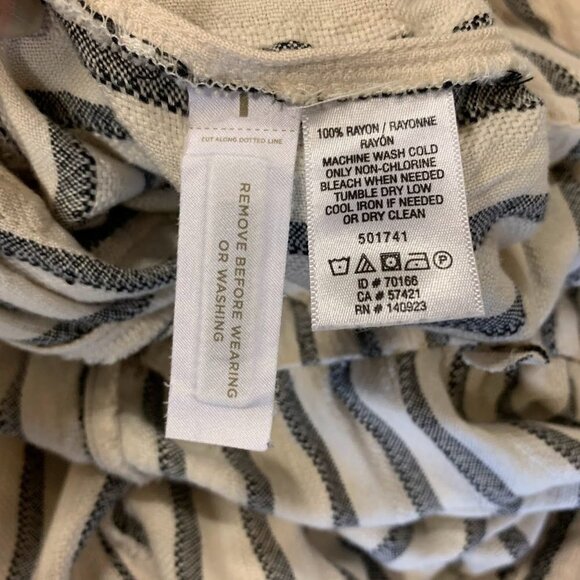 CUT ALONG DOTTED LINE
REMOVE BEFORE WEARING
OR WASHING
100% RAYON / RAYONNE
RAYÓN
MACHINE WASH COLD
ONLY NON-CHLORINE
BLEACH WHEN NEEDED
TUMBLE DRY LOW
COOL IRON IF NEEDED
OR DRY CLEAN
501741
ID # 70166
CA # 57421
RN # 140923